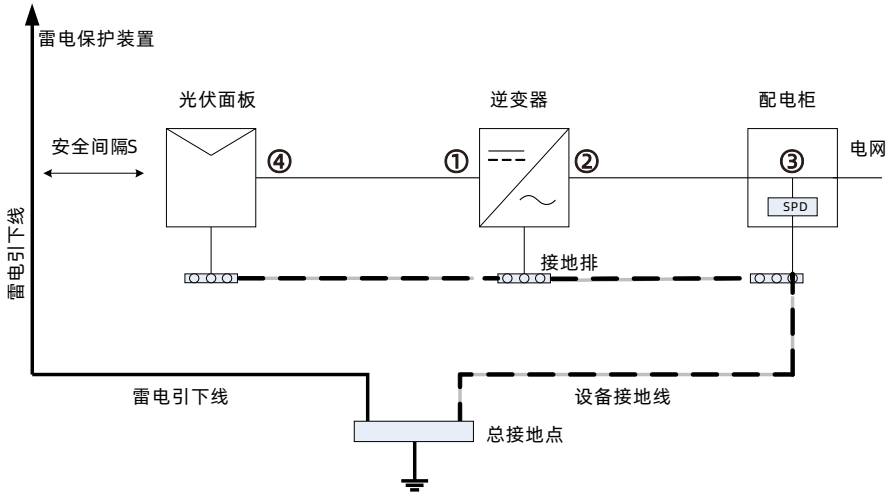 雷电保护装置
光伏面板
逆变器
配电柜
安全间隔S
④
①
②
③
电网
SPD
雷电引下线
接地排
雷电引下线
设备接地线
总接地点